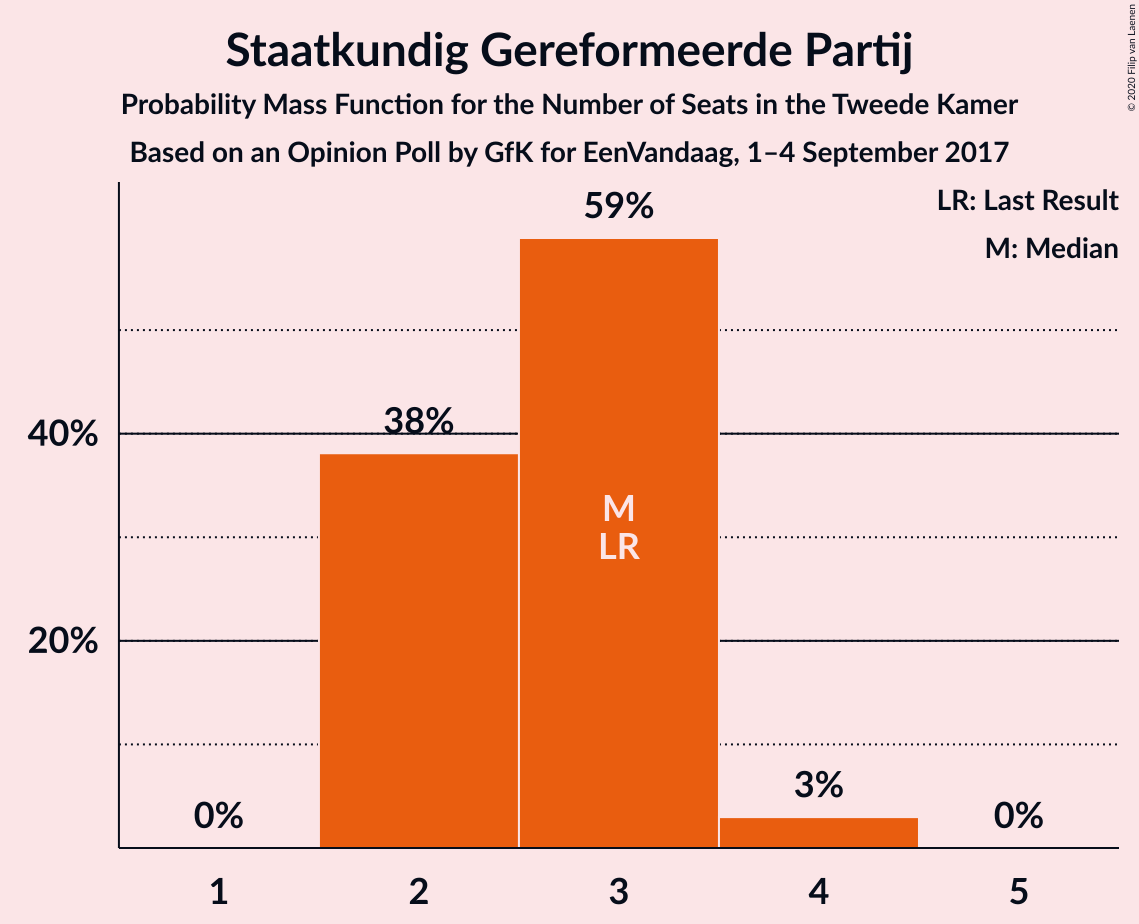 Staatkundig Gereformeerde Partij
Probability Mass Function for the Number of Seats in the Tweede Kamer
Based on an Opinion Poll by GfK for EenVandaag, 1–4 September 2017
© 2020 Filip van Laenen
LR: Last Result
M: Median
59%
40%
38%
M
LR
20%
3%
0%
0%
1
2
3
4
5